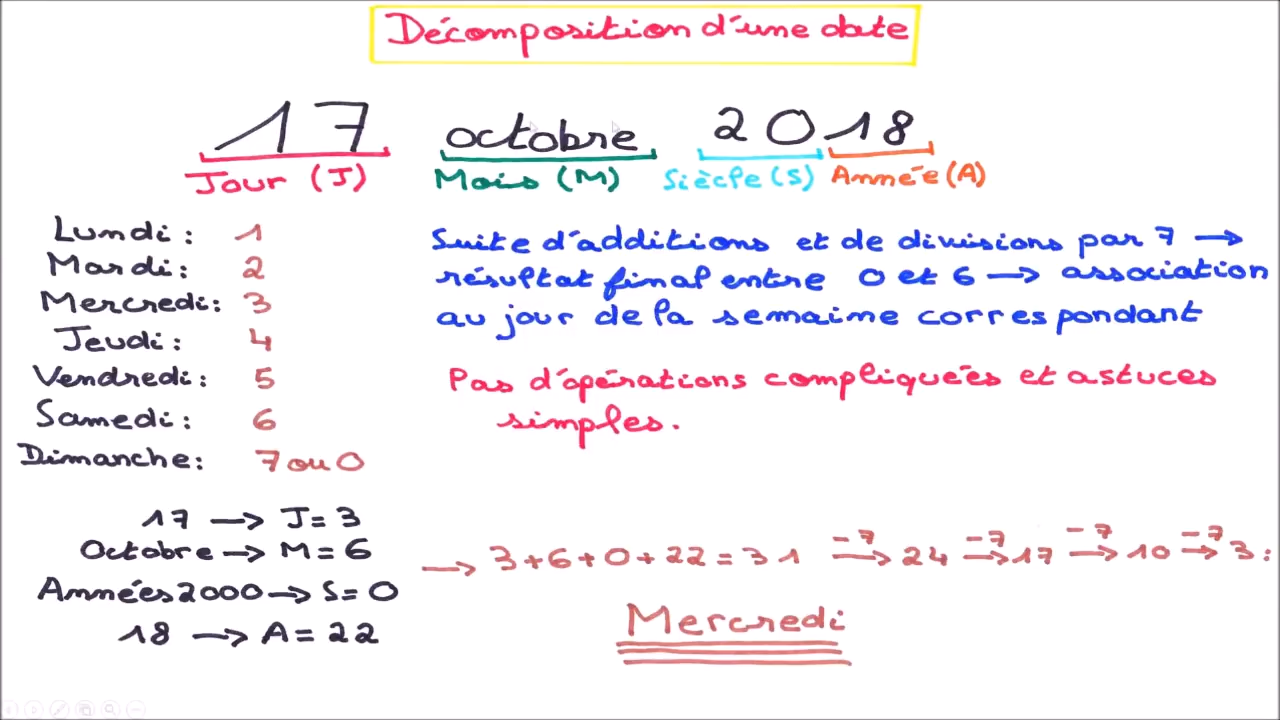 Décomposition d'une date
17 octobre 2018
Jour (J) Mois (M) Siècle (S) Année (A)
Lundi : 1
Mardi : 2
Mercredi : 3
Jeudi : 4
Vendredi : 5
Samedi : 6
Dimanche : 7 ou 0
Suite d'additions et de divisions par 7 →
résultat final entre 0 et 6 → association
au jour de la semaine correspondant
Pas d'opérations compliquées et astuces
simples.
17 → J = 3
Octobre → M = 6
Années 2000 → S = 0
18 → A = 22
→ 3 + 6 + 0 + 22 = 31 -7→ 24 -7→ 17 -7→ 10 -7→ 3 :
Mercredi